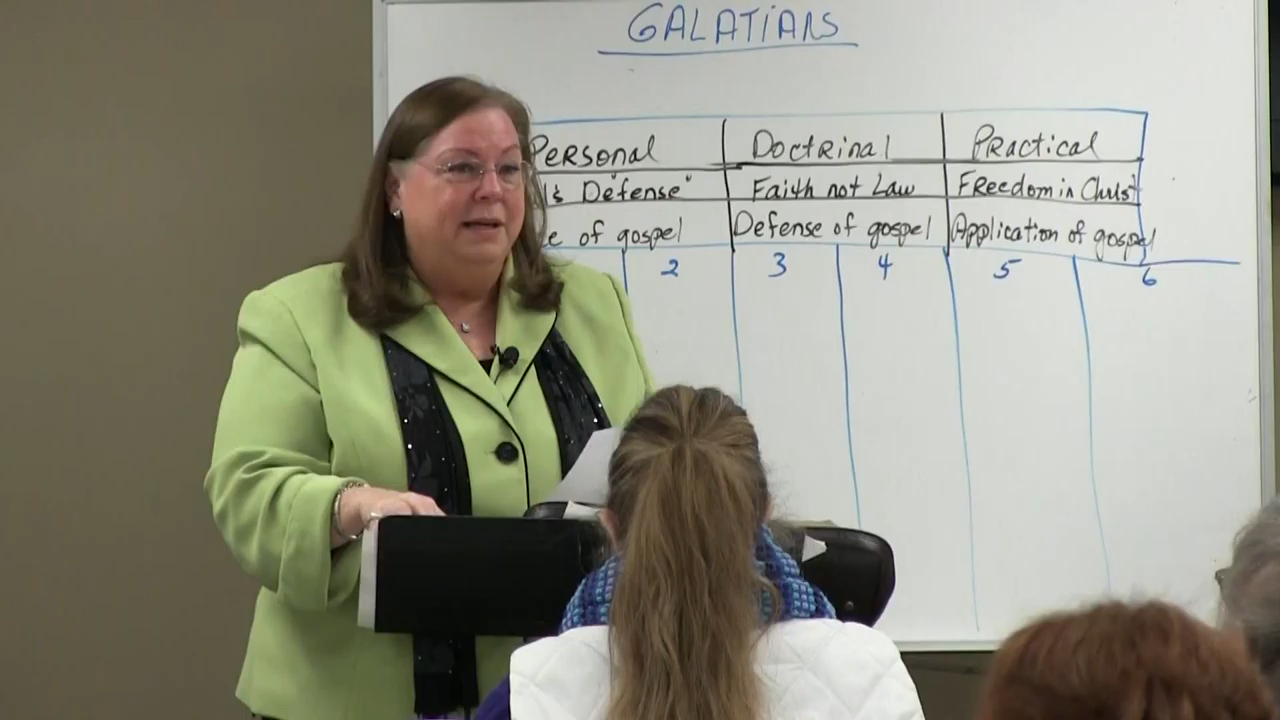 GALATIANS
Personal Doctrinal Practical
Defense" Faith not Law Freedom in Christ
of gospel Defense of gospel Application of gospel
2 3 4 5 6